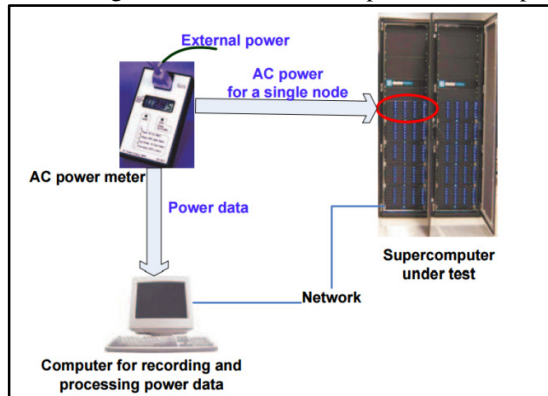 External power
AC power
for a single node
AC power meter
Power data
Supercomputer
under test
Network
Computer for recording and
processing power data